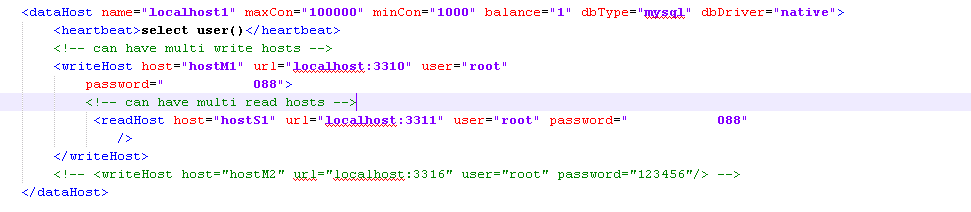 <dataHost name="localhost1" maxCon="100000" minCon="1000" balance="1" dbType="mysql" dbDriver="native">
<heartbeat>select user()</heartbeat>
<!-- can have multi write hosts -->
<writeHost host="hostM1" url="localhost:3310" user="root"
password=" 088">
<!-- can have multi read hosts -->
<readHost host="hostS1" url="localhost:3311" user="root" password=" 088"
/>
</writeHost>
<!-- <writeHost host="hostM2" url="localhost:3316" user="root" password="123456"/> -->
</dataHost>